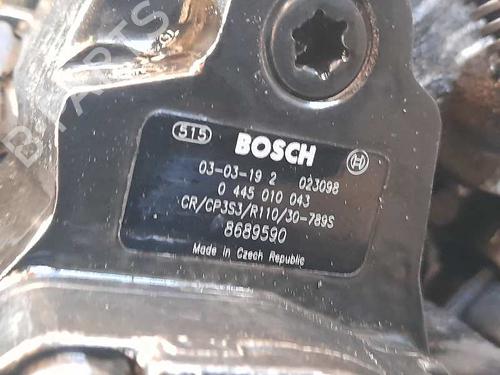 515 BOSCH
03-03-19 2 023098
0 445 010 043
CR/CP3S3/R110/30-789S
8689590
Made in Czech Republic
B-PARTS